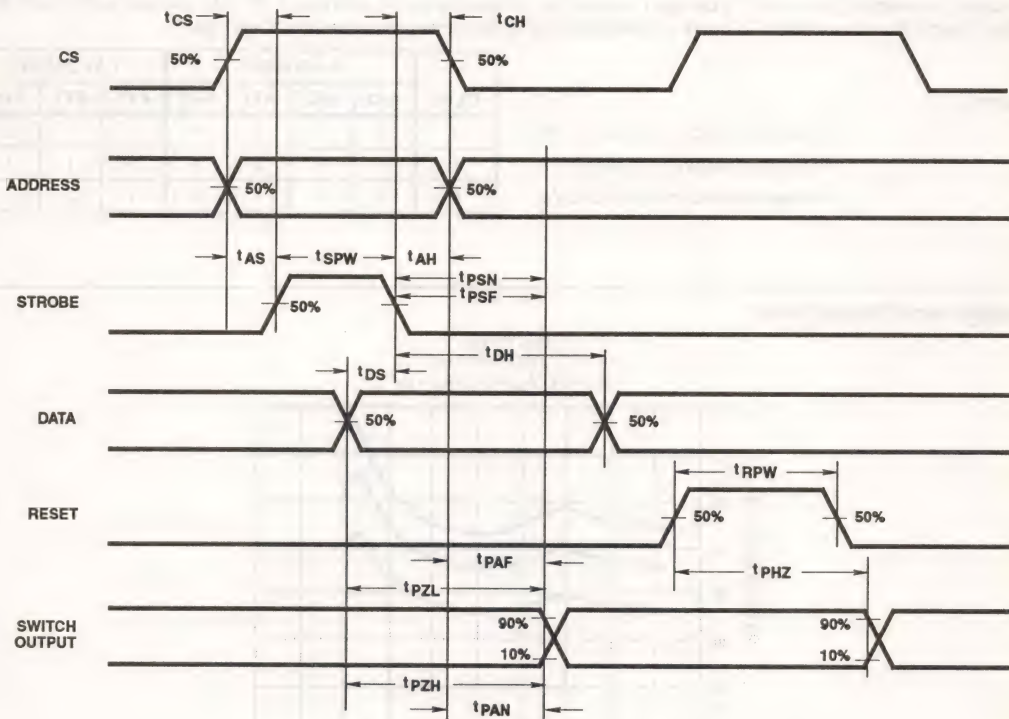 tCS
tCH
CS
50%
50%
ADDRESS
50%
50%
tAS
tSPW
tAH
tPSN
tPSF
STROBE
50%
tDH
tDS
DATA
50%
50%
tRPW
RESET
50%
50%
tPAF
tPHZ
tPZL
SWITCH
OUTPUT
90%
10%
90%
10%
tPZH
tPAN